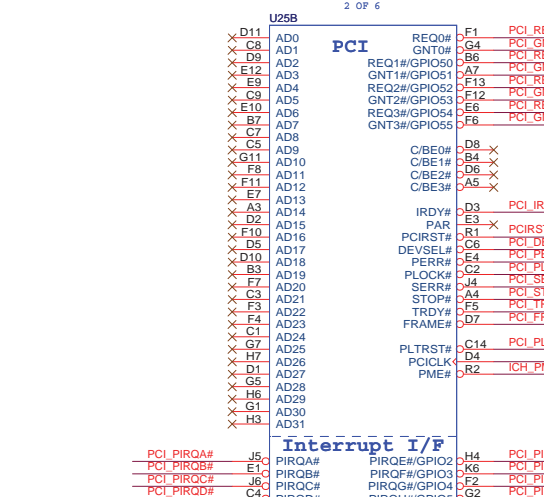 2 OF 6
U25B
PCI
D11 AD0 REQ0# F1
C8 AD1 GNT0# G4
D9 AD2 REQ1#/GPIO50 B6
E12 AD3 GNT1#/GPIO51 A7
E9 AD4 REQ2#/GPIO52 F13
C9 AD5 GNT2#/GPIO53 F12
E10 AD6 REQ3#/GPIO54 E6
B7 AD7 GNT3#/GPIO55 F6
C7 AD8
C5 AD9 C/BE0# D8
G11 AD10 C/BE1# B4
F8 AD11 C/BE2# D6
F11 AD12 C/BE3# A5
E7 AD13
A3 AD14 IRDY# D3
D2 AD15 PAR E3
F10 AD16 PCIRST# R1
D5 AD17 DEVSEL# C6
D10 AD18 PERR# E4
B3 AD19 PLOCK# C2
F7 AD20 SERR# J4
C3 AD21 STOP# A4
F3 AD22 TRDY# F5
F4 AD23 FRAME# D7
C1 AD24
G7 AD25 PLTRST# C14
H7 AD26 PCICLK D4
D1 AD27 PME# R2
G5 AD28
H6 AD29
G1 AD30
H3 AD31
Interrupt I/F
PCI_PIRQA# J5 PIRQA# PIRQE#/GPIO2 H4
PCI_PIRQB# E1 PIRQB# PIRQF#/GPIO3 K6
PCI_PIRQC# J6 PIRQC# PIRQG#/GPIO4 F2
PCI_PIRQD# C4 G2